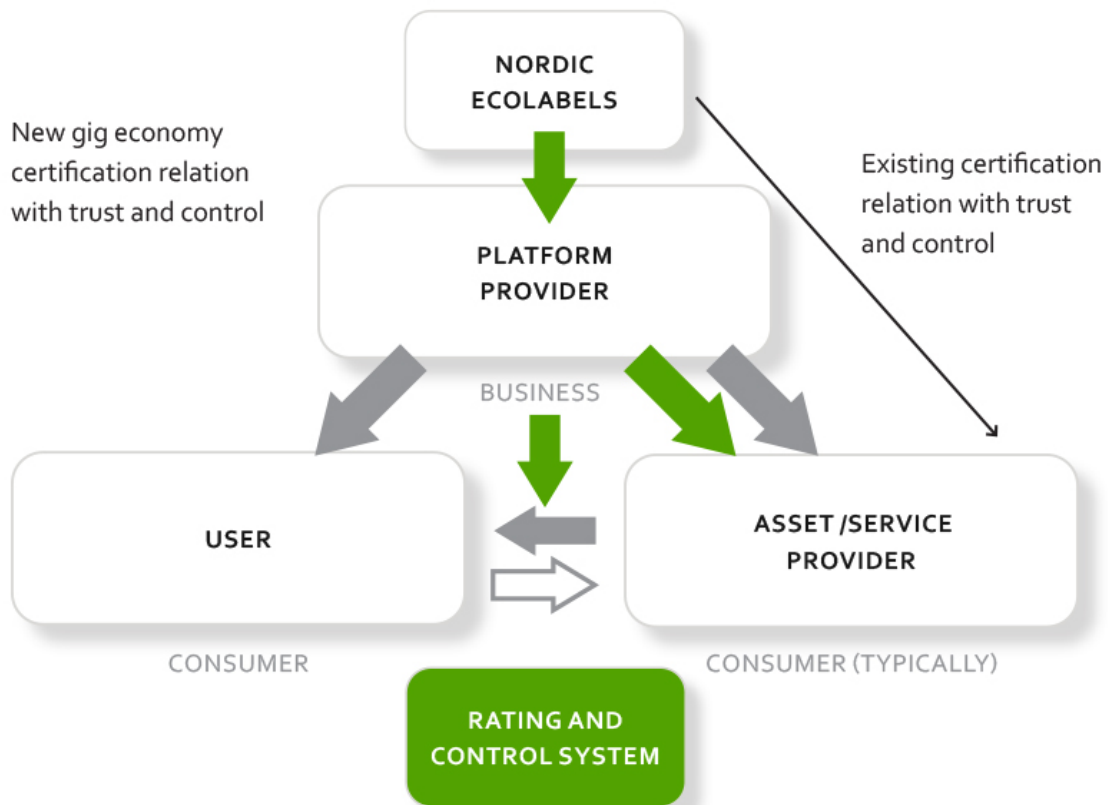 NORDIC
ECOLABELS
New gig economy
certification relation
with trust and control
Existing certification
relation with trust
and control
PLATFORM
PROVIDER
BUSINESS
USER
ASSET /SERVICE
PROVIDER
CONSUMER
CONSUMER (TYPICALLY)
RATING AND
CONTROL SYSTEM